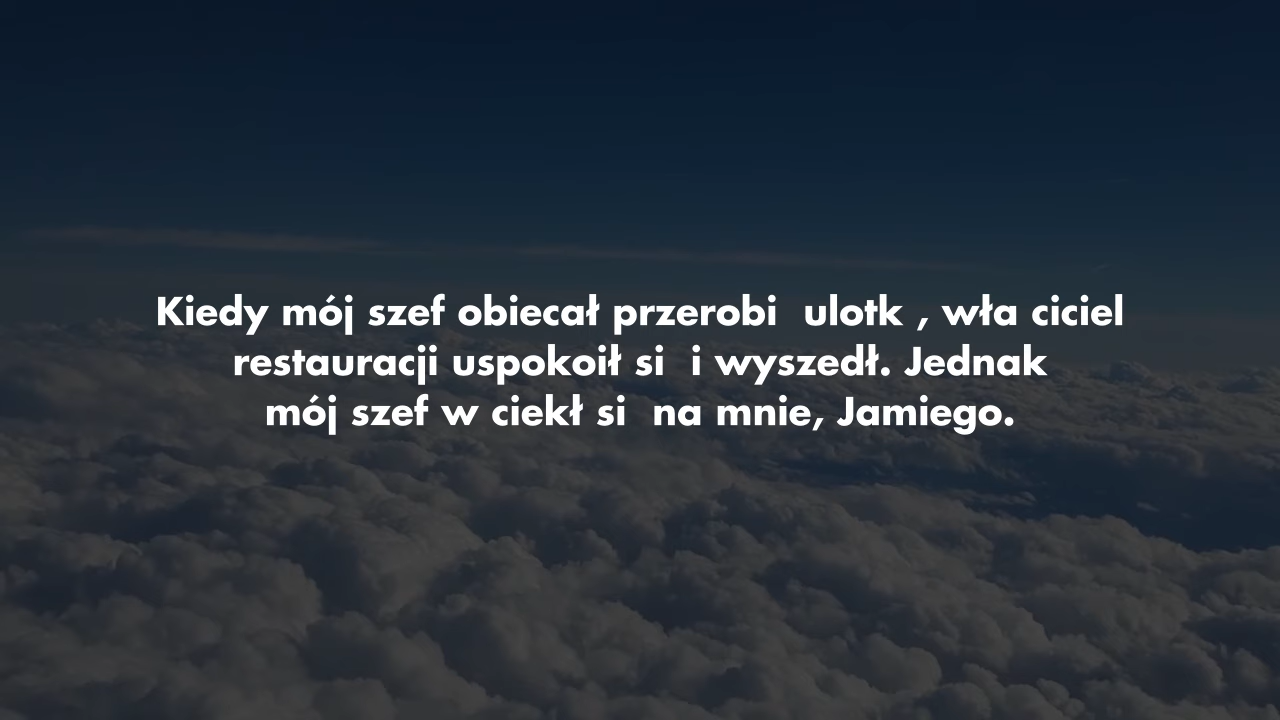 Kiedy mój szef obiecał przerobi  ulotk , wła ciciel
restauracji uspokoił si  i wyszedł. Jednak
mój szef w ciekł si  na mnie, Jamiego.